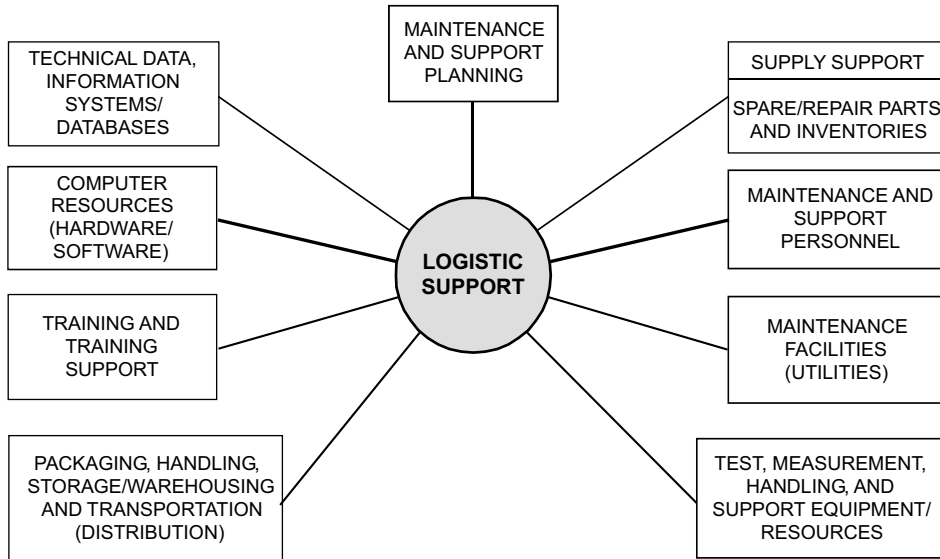 MAINTENANCE
AND SUPPORT
PLANNING
TECHNICAL DATA,
INFORMATION
SYSTEMS/
DATABASES
SUPPLY SUPPORT
SPARE/REPAIR PARTS
AND INVENTORIES
COMPUTER
RESOURCES
(HARDWARE/
SOFTWARE)
MAINTENANCE AND
SUPPORT
PERSONNEL
LOGISTIC
SUPPORT
TRAINING AND
TRAINING
SUPPORT
MAINTENANCE
FACILITIES
(UTILITIES)
PACKAGING, HANDLING,
STORAGE/WAREHOUSING
AND TRANSPORTATION
(DISTRIBUTION)
TEST, MEASUREMENT,
HANDLING, AND
SUPPORT EQUIPMENT/
RESOURCES